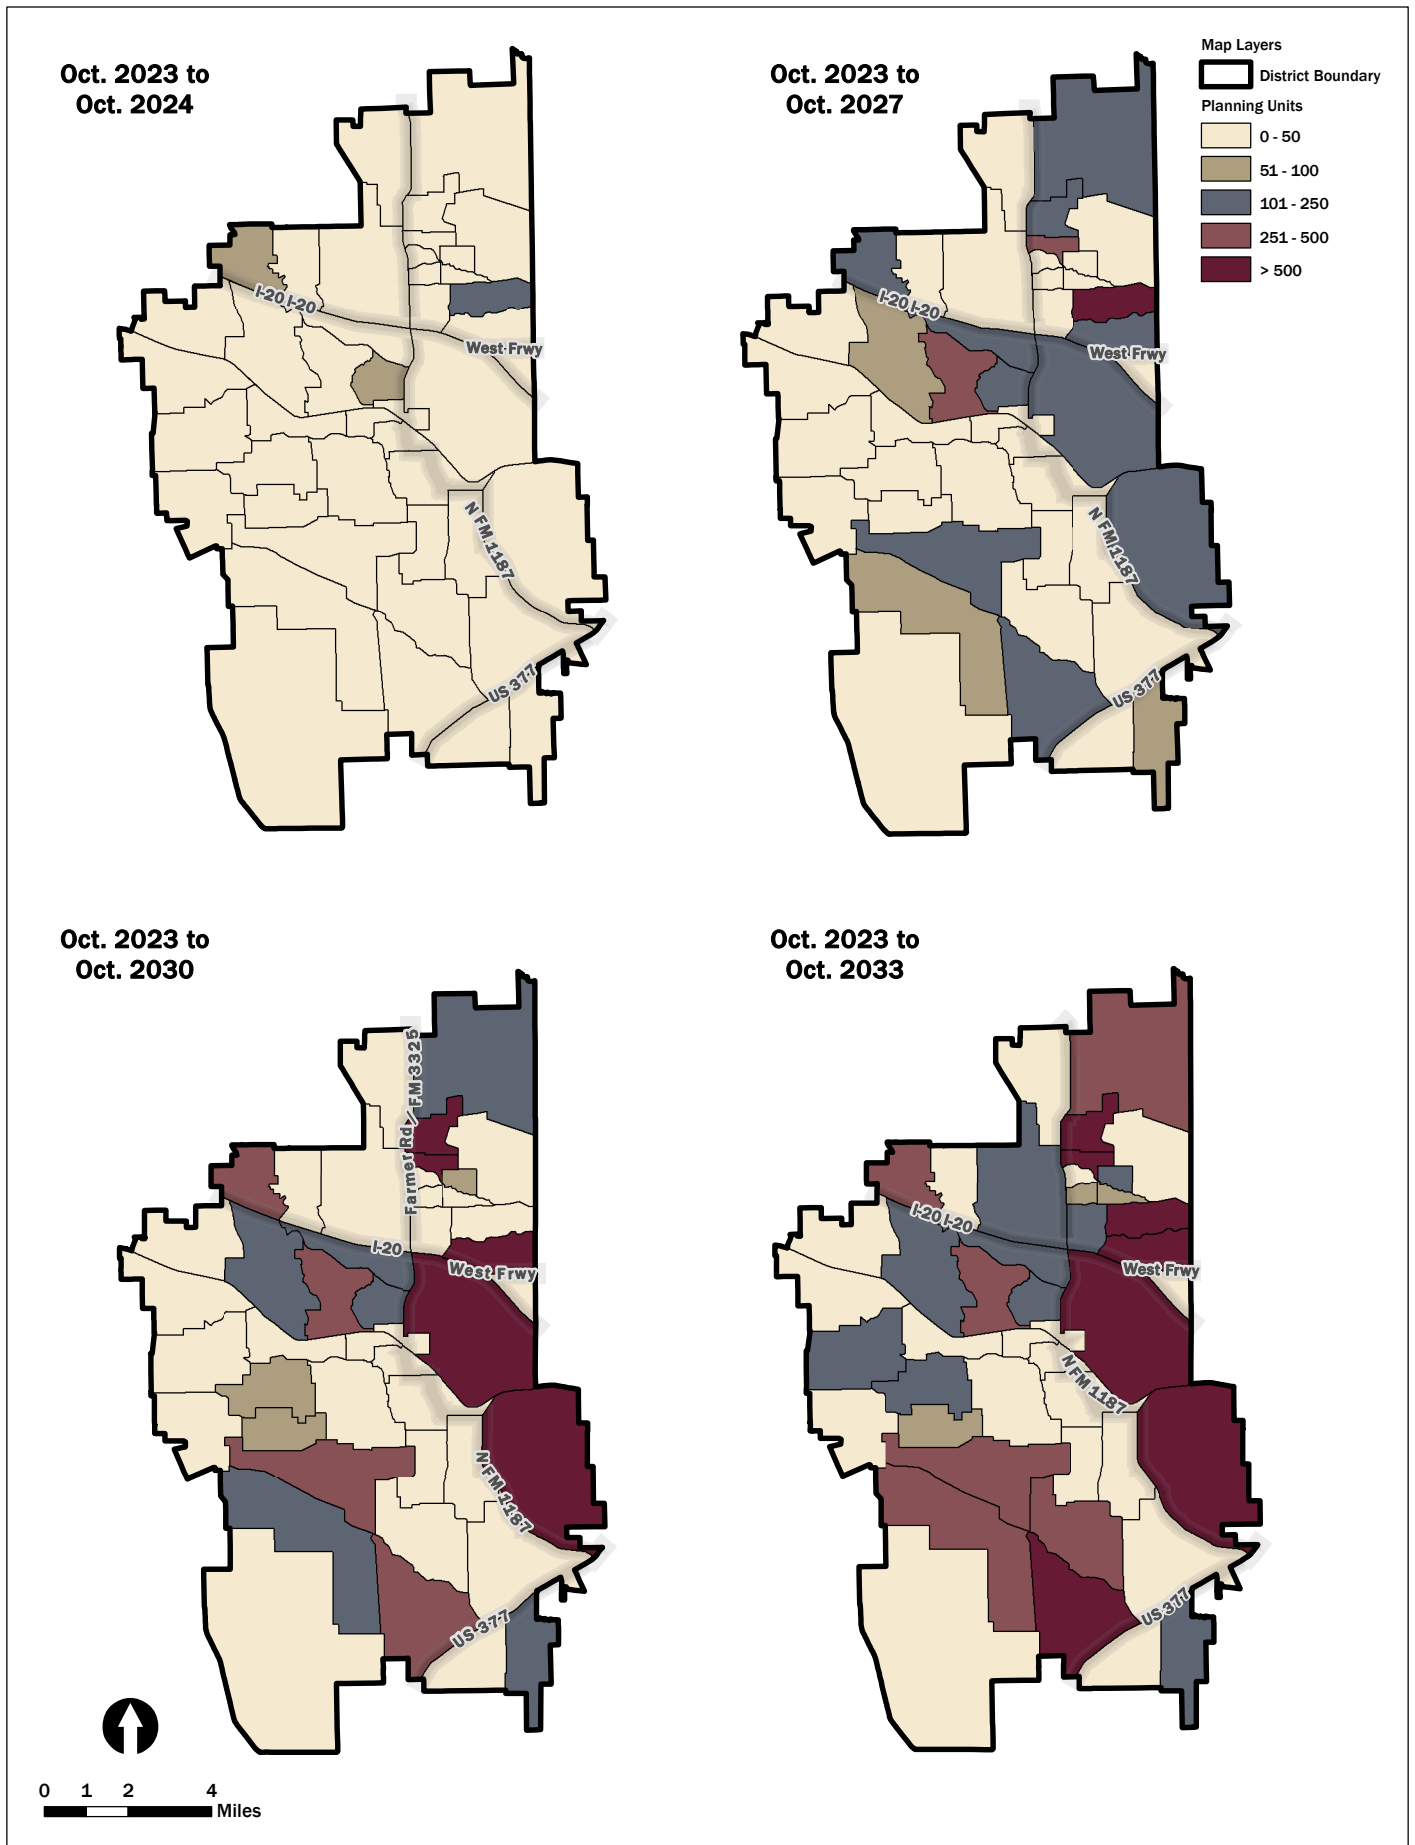 Oct. 2023 to
Oct. 2024
I-20 I-20
West Frwy
N FM 1187
US 377
Oct. 2023 to
Oct. 2027
I-20 I-20
West Frwy
N FM 1187
US 377
Map Layers
District Boundary
Planning Units
0 - 50
51 - 100
101 - 250
251 - 500
> 500
Oct. 2023 to
Oct. 2030
Farmer Rd / FM 3325
I-20
West Frwy
N FM 1187
US 377
0 1 2 4
Miles
Oct. 2023 to
Oct. 2033
I-20 I-20
West Frwy
N FM 1187
US 377